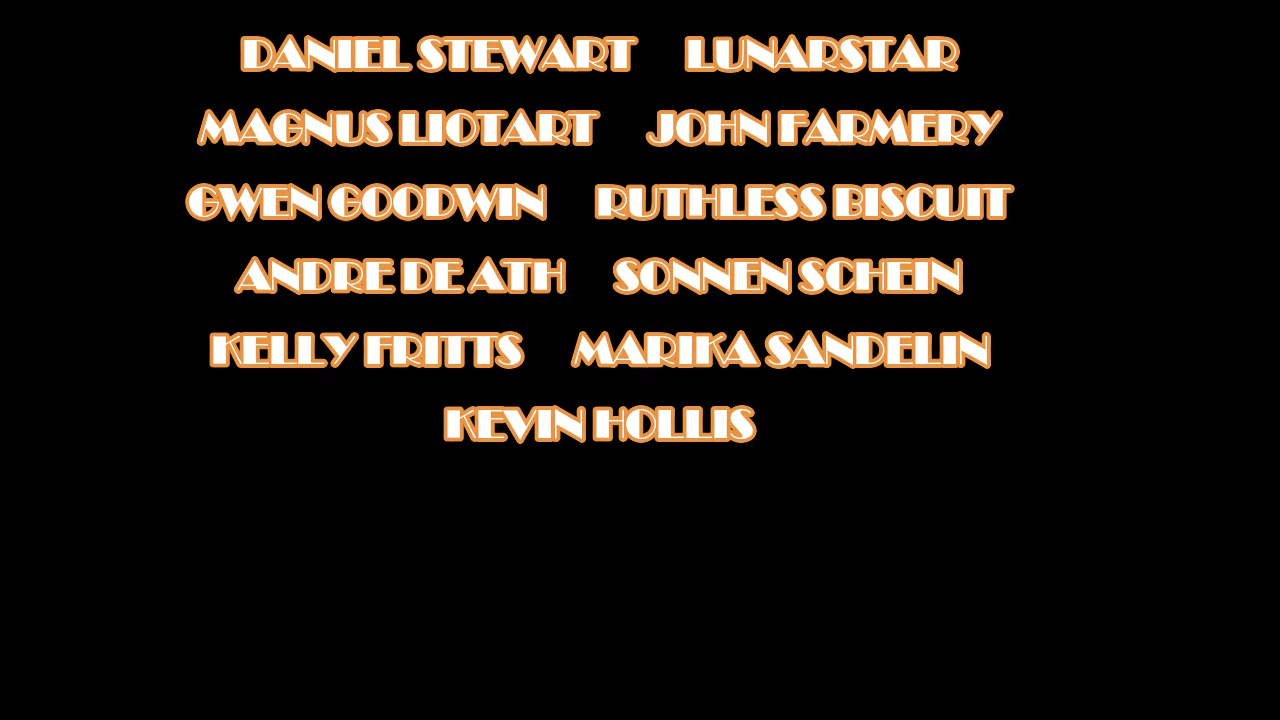 DANIEL STEWART LUNARSTAR
MAGNUS LIOTART JOHN FARMERY
GWEN GOODWIN RUTHLESS BISCUIT
ANDRE DE ATH SONNEN SCHEIN
KELLY FRITTS MARIKA SANDELIN
KEVIN HOLLIS